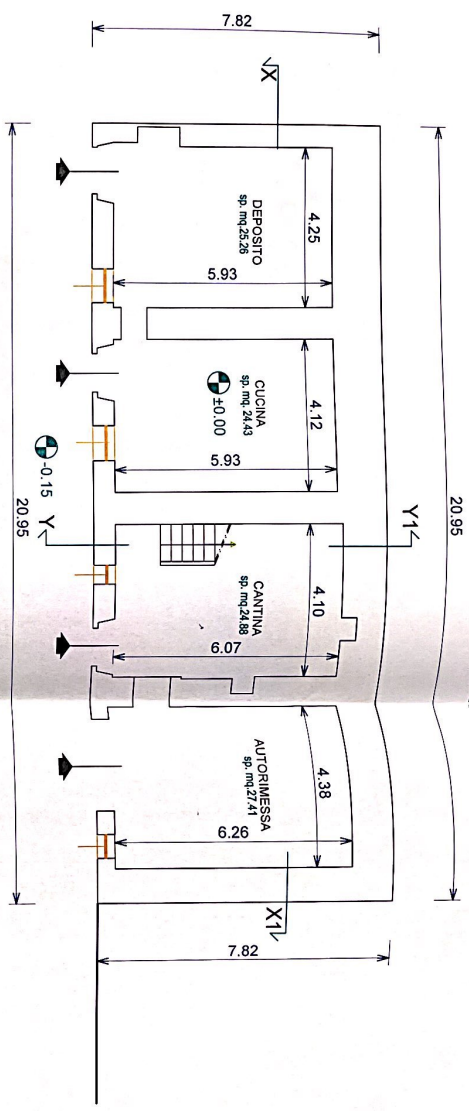 7.82
20.95
X
Y1
X1
DEPOSITO
sp. mq.25.26
4.25
5.93
CUCINA
sp. mq. 24.43
±0.00
4.12
5.93
CANTINA
sp. mq.24.88
4.10
6.07
AUTORIMESSA
sp. mq.27.41
4.38
6.26
-0.15
Y
20.95
7.82